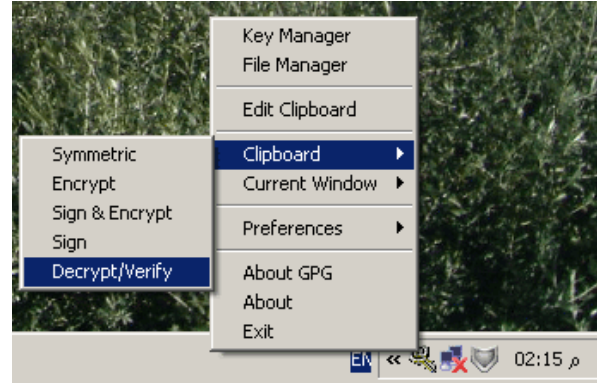 Key Manager
File Manager
Edit Clipboard
Clipboard
Current Window
Preferences
About GPG
About
Exit
Symmetric
Encrypt
Sign & Encrypt
Sign
Decrypt/Verify
EN « 02:15 م